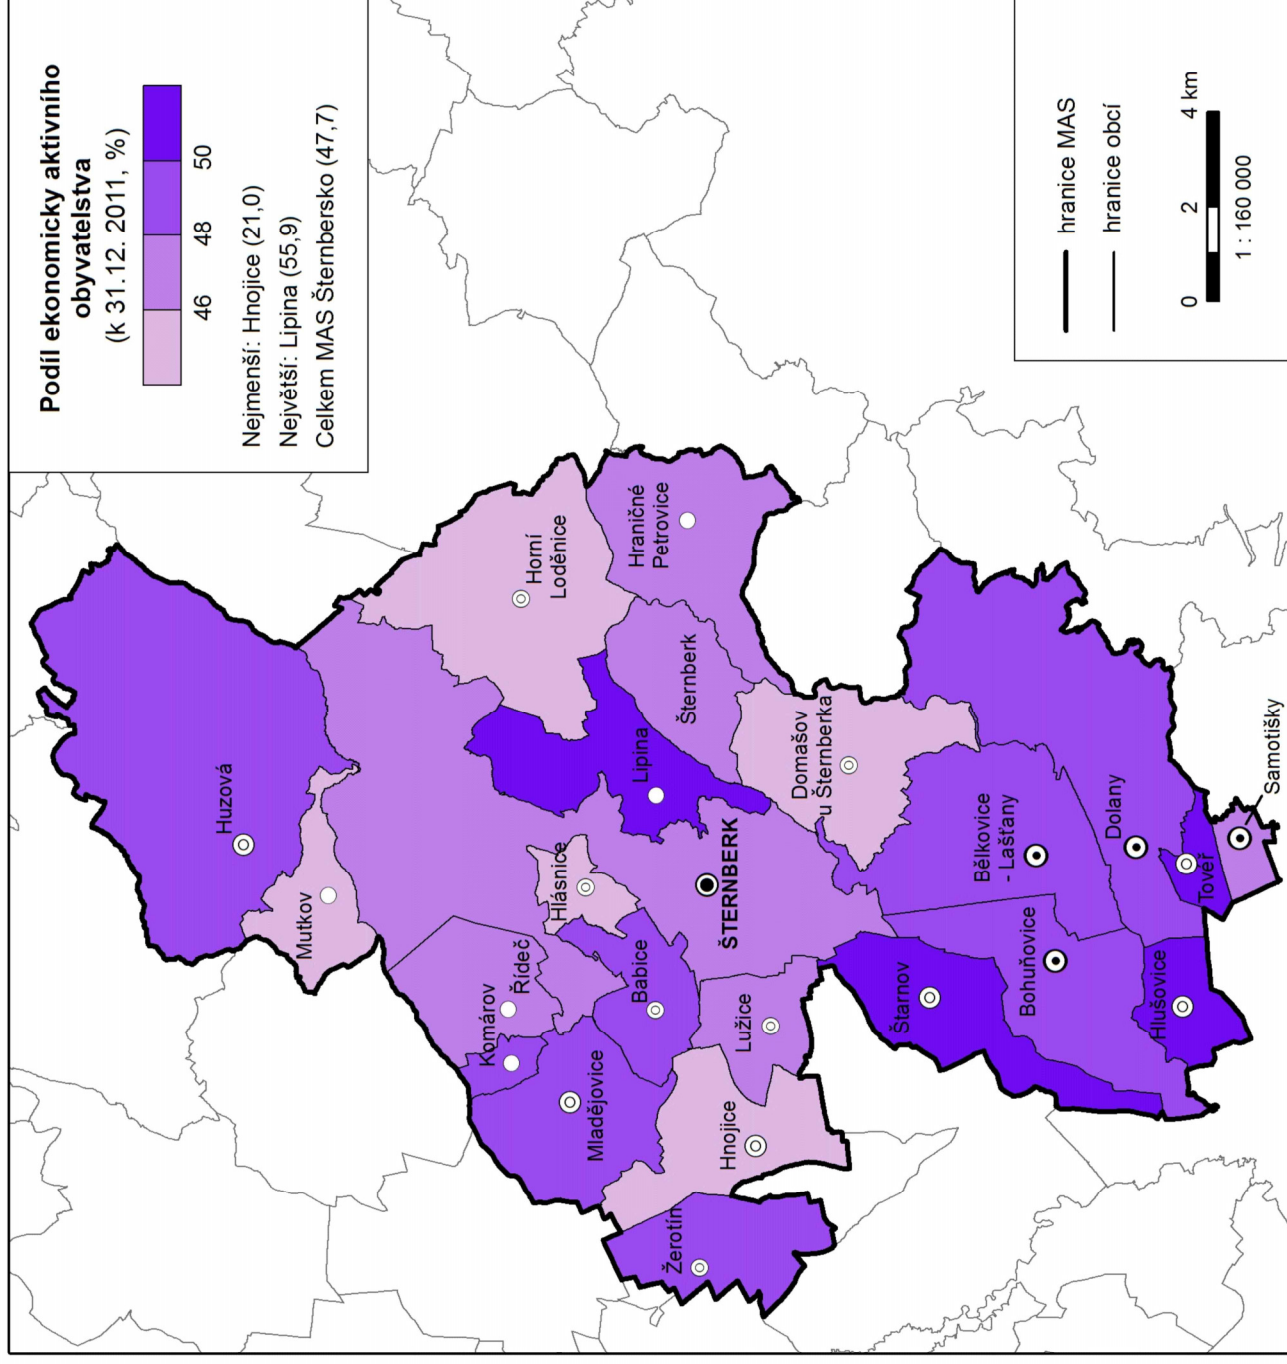 Podíl ekonomicky aktivního
obyvatelstva
(k 31.12. 2011, %)
46 48 50
Nejmenší: Hnojice (21,0)
Největší: Lipina (55,9)
Celkem MAS Šternbersko (47,7)
Huzová
Mutkov
Horní
Loděnice
Hraničné
Petrovice
Šternberk
Lipina
Domašov
u Šternberka
Hlásnice
ŠTERNBERK
Řídeč
Komárov
Babice
Mladějovice
Lužice
Hnojice
Žerotín
Štarnov
Bohuňovice
Bělkovice
- Lašťany
Dolany
Hlušovice
Tovéř
Samotišky
hranice MAS
hranice obcí
0 2 4 km
1 : 160 000